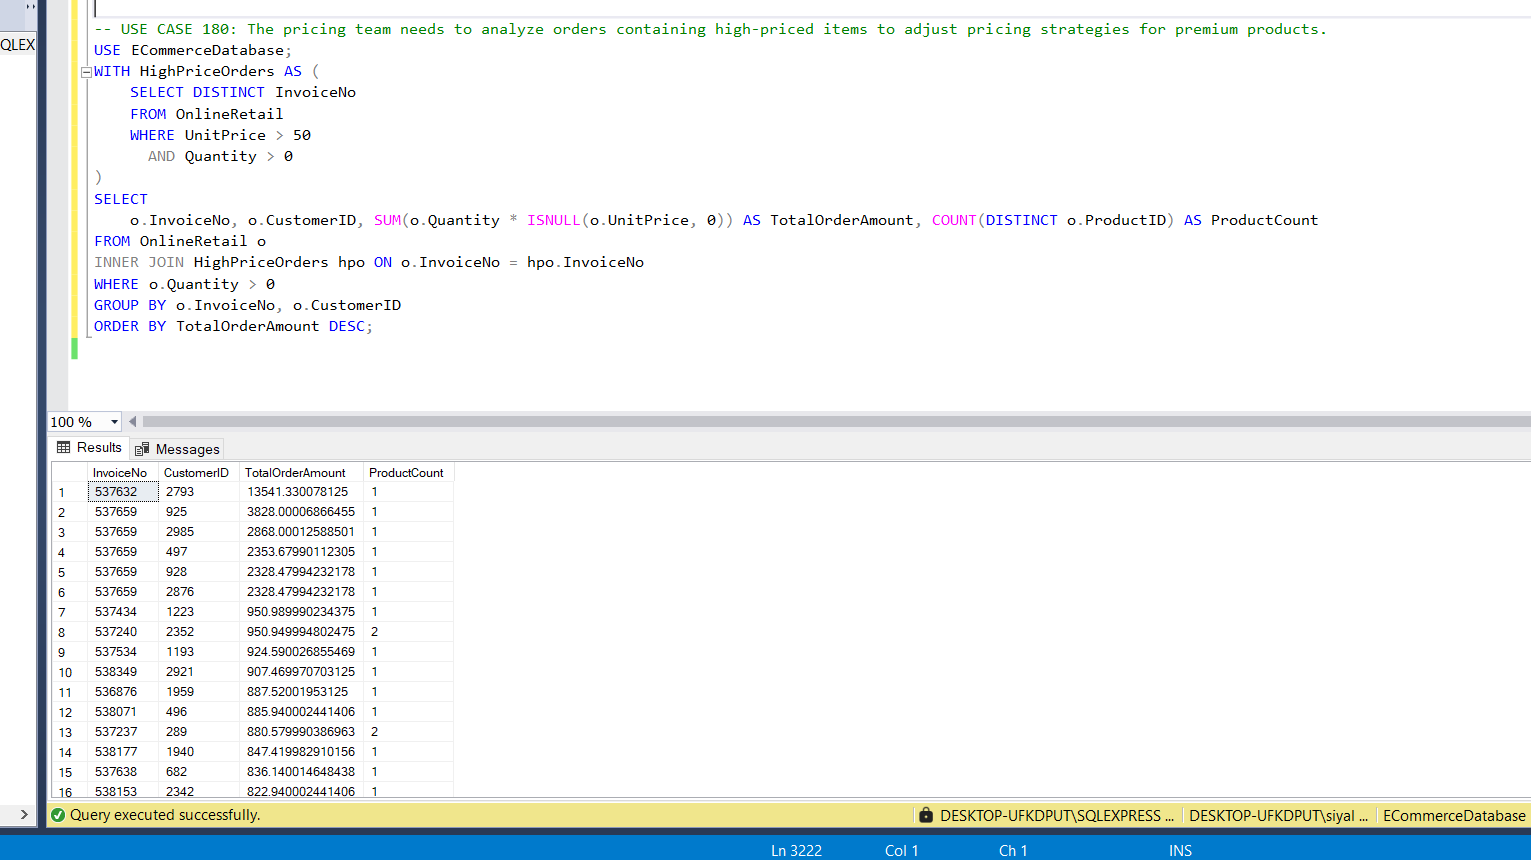 QLEX
-- USE CASE 180: The pricing team needs to analyze orders containing high-priced items to adjust pricing strategies for premium products.
USE ECommerceDatabase;
WITH HighPriceOrders AS (
    SELECT DISTINCT InvoiceNo
    FROM OnlineRetail
    WHERE UnitPrice > 50
      AND Quantity > 0
)
SELECT
    o.InvoiceNo, o.CustomerID, SUM(o.Quantity * ISNULL(o.UnitPrice, 0)) AS TotalOrderAmount, COUNT(DISTINCT o.ProductID) AS ProductCount
FROM OnlineRetail o
INNER JOIN HighPriceOrders hpo ON o.InvoiceNo = hpo.InvoiceNo
WHERE o.Quantity > 0
GROUP BY o.InvoiceNo, o.CustomerID
ORDER BY TotalOrderAmount DESC;
100 %
Results Messages
InvoiceNo CustomerID TotalOrderAmount ProductCount
1 537632 2793 13541.330078125 1
2 537659 925 3828.00006866455 1
3 537659 2985 2868.00012588501 1
4 537659 497 2353.67990112305 1
5 537659 928 2328.47994232178 1
6 537659 2876 2328.47994232178 1
7 537434 1223 950.989990234375 1
8 537240 2352 950.949994802475 2
9 537534 1193 924.590026855469 1
10 538349 2921 907.469970703125 1
11 536876 1959 887.52001953125 1
12 538071 496 885.940002441406 1
13 537237 289 880.579990386963 2
14 538177 1940 847.419982910156 1
15 537638 682 836.140014648438 1
16 538153 2342 822.940002441406 1
Query executed successfully. DESKTOP-UFKDPUT\SQLEXPRESS ... DESKTOP-UFKDPUT\siyal ... ECommerceDatabase
Ln 3222 Col 1 Ch 1 INS